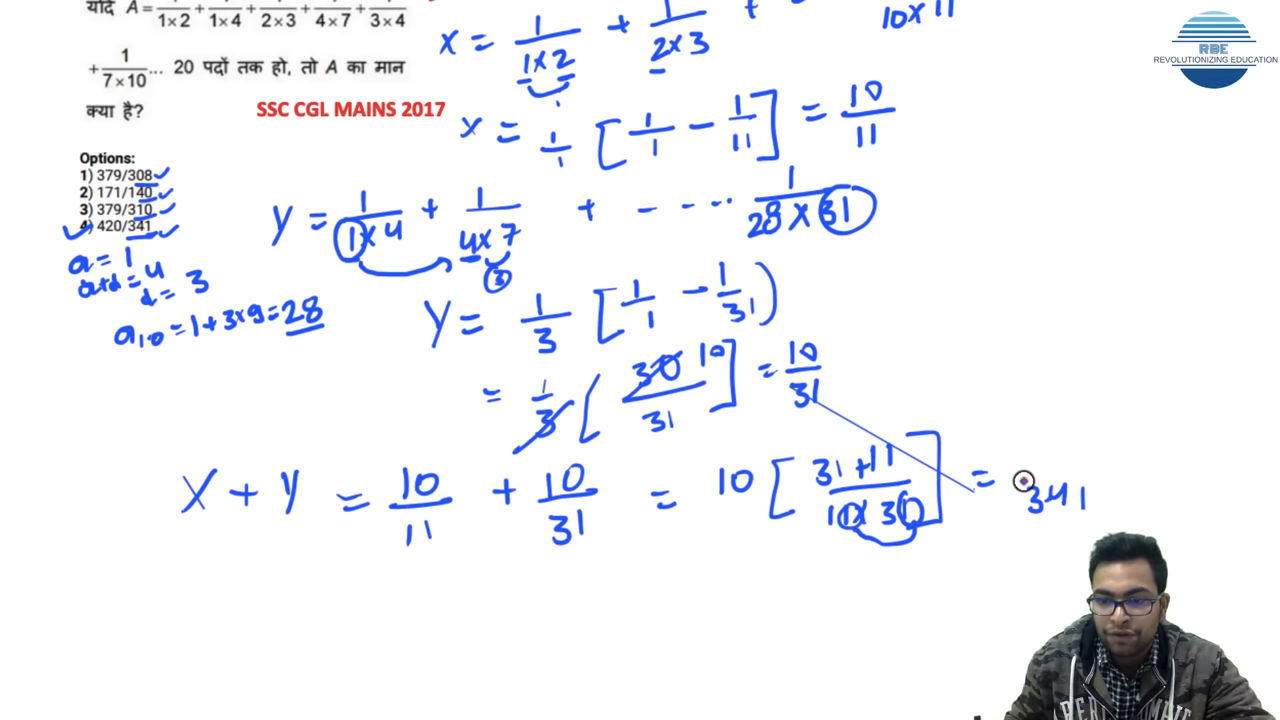 यदि A= 1/1×2 + 1/1×4 + 1/2×3 + 1/4×7 + 1/3×4
+ 1/7×10 ... 20 पदों तक हो, तो A का मान
क्या है?
SSC CGL MAINS 2017
Options:
1) 379/308
2) 171/140
3) 379/310
4) 420/341
a = 1
a+d = 4
d = 3
a10 = 1+3×9 = 28
x = 1/1×2 + 1/2×3 +
10×11
x = 1/1 [1/1 - 1/11] = 10/11
y = 1/1×4 + 1/4×7 + - - ... 1/28×31
3
Y = 1/3 [1/1 - 1/31)
= 1/3 [30/31 10] = 10/31
X + Y = 10/11 + 10/31 = 10 [31+11/11×31] = 341
RBE
REVOLUTIONIZING EDUCATION